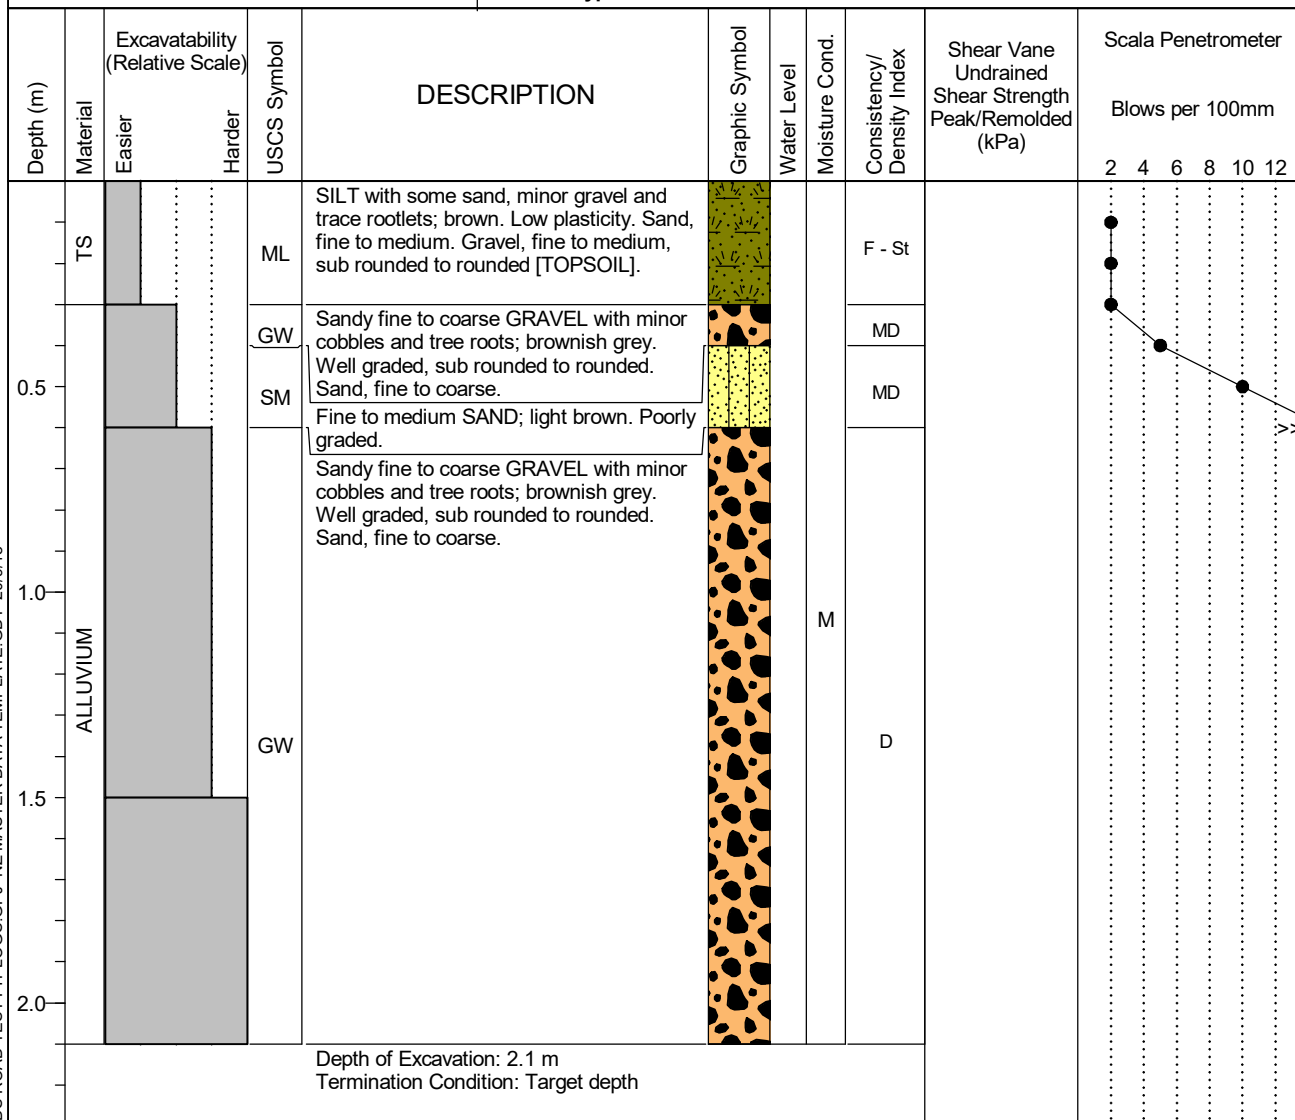 Depth (m)
Material
Excavatability
(Relative Scale)
Easier
Harder
USCS Symbol
DESCRIPTION
Graphic Symbol
Water Level
Moisture Cond.
Consistency/
Density Index
Shear Vane
Undrained
Shear Strength
Peak/Remolded
(kPa)
Scala Penetrometer
Blows per 100mm
2 4 6 8 10 12
TS
ML
SILT with some sand, minor gravel and
trace rootlets; brown. Low plasticity. Sand,
fine to medium. Gravel, fine to medium,
sub rounded to rounded [TOPSOIL].
F - St
GW
Sandy fine to coarse GRAVEL with minor
cobbles and tree roots; brownish grey.
Well graded, sub rounded to rounded.
Sand, fine to coarse.
MD
0.5
SM
Fine to medium SAND; light brown. Poorly
graded.
MD
>>
Sandy fine to coarse GRAVEL with minor
cobbles and tree roots; brownish grey.
Well graded, sub rounded to rounded.
Sand, fine to coarse.
1.0
ALLUVIUM
M
GW
D
1.5
2.0
Depth of Excavation: 2.1 m
Termination Condition: Target depth